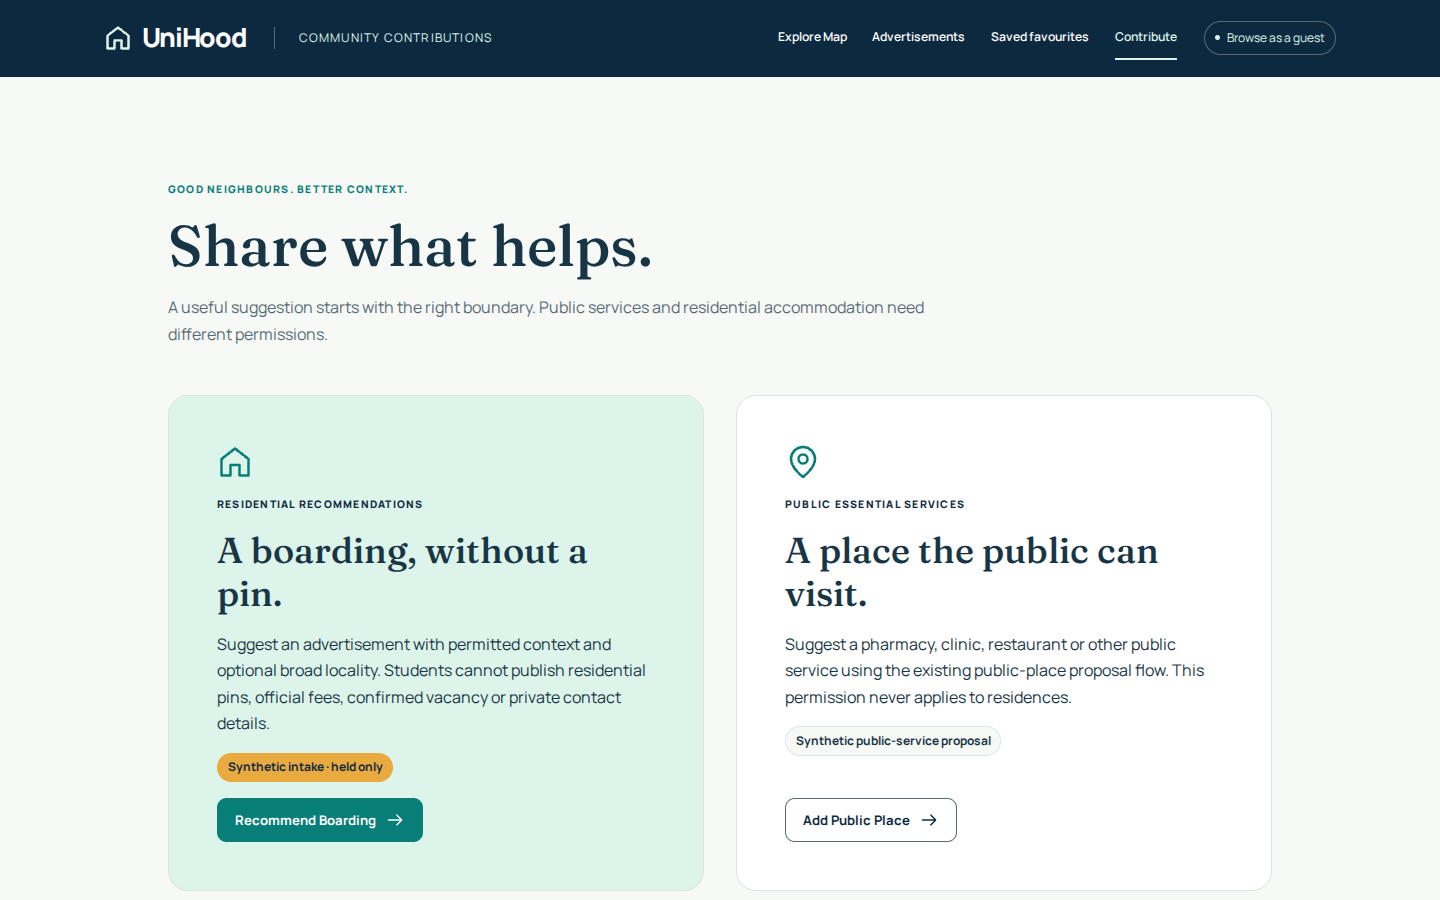 UniHood
COMMUNITY CONTRIBUTIONS
Explore Map
Advertisements
Saved favourites
Contribute
Browse as a guest
GOOD NEIGHBOURS. BETTER CONTEXT.
Share what helps.
A useful suggestion starts with the right boundary. Public services and residential accommodation need
different permissions.
RESIDENTIAL RECOMMENDATIONS
A boarding, without a
pin.
Suggest an advertisement with permitted context and
optional broad locality. Students cannot publish residential
pins, official fees, confirmed vacancy or private contact
details.
Synthetic intake · held only
Recommend Boarding →
PUBLIC ESSENTIAL SERVICES
A place the public can
visit.
Suggest a pharmacy, clinic, restaurant or other public
service using the existing public-place proposal flow. This
permission never applies to residences.
Synthetic public-service proposal
Add Public Place →